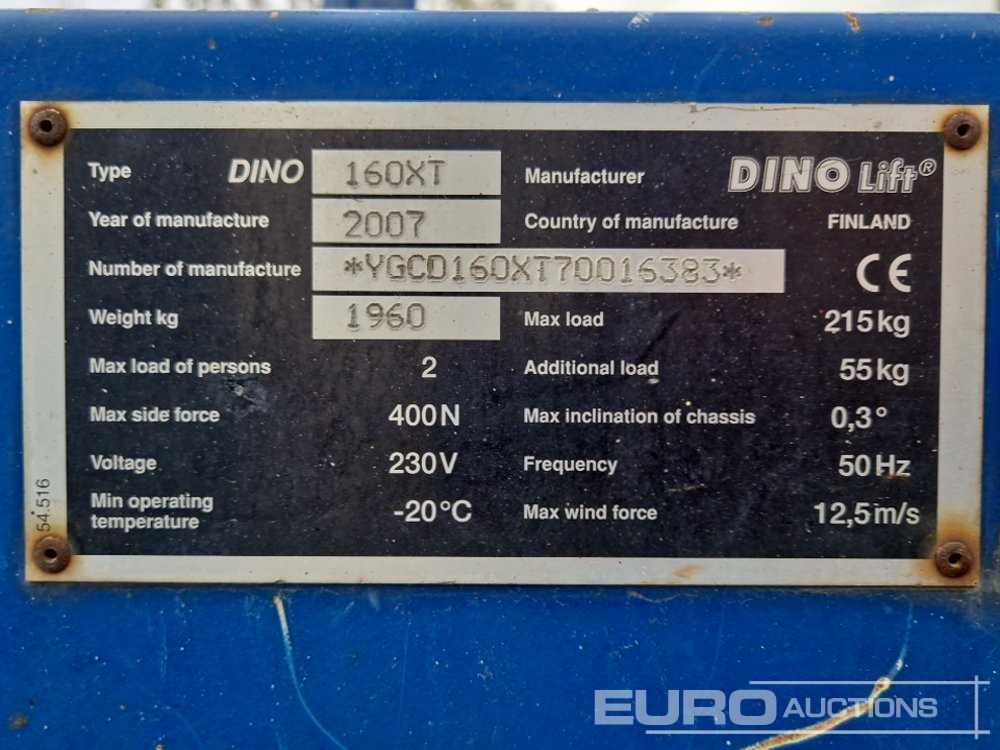 Type DINO 160XT Manufacturer DINO Lift®
Year of manufacture 2007 Country of manufacture FINLAND
Number of manufacture *YGCD160XT70016383* CE
Weight kg 1960 Max load 215kg
Max load of persons 2 Additional load 55kg
Max side force 400N Max inclination of chassis 0,3°
Voltage 230V Frequency 50Hz
Min operating
temperature -20°C Max wind force 12,5m/s
54.516
EURO AUCTIONS